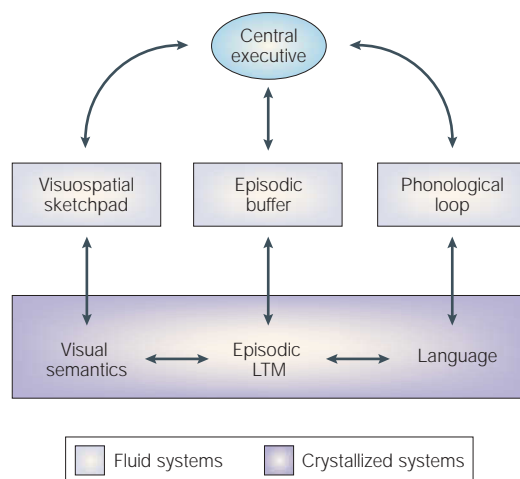 Central
executive
Visuospatial
sketchpad
Episodic
buffer
Phonological
loop
Visual
semantics
Episodic
LTM
Language
Fluid systems
Crystallized systems